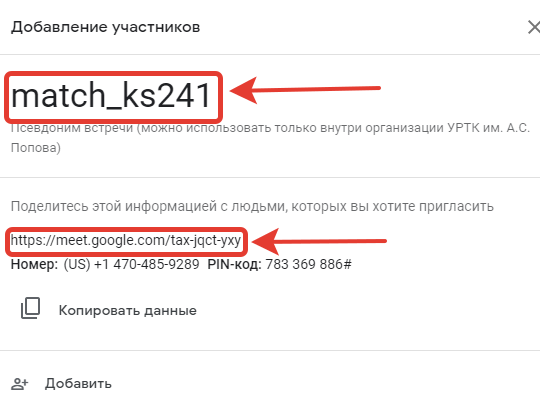 Добавление участников
match_ks241
Псевдоним встречи (можно использовать только внутри организации УРТК им. А.С.
Попова)
Поделитесь этой информацией с людьми, которых вы хотите пригласить
https://meet.google.com/tax-jqct-yxy
Номер: (US) +1 470-485-9289 PIN-код: 783 369 886#
Копировать данные
Добавить